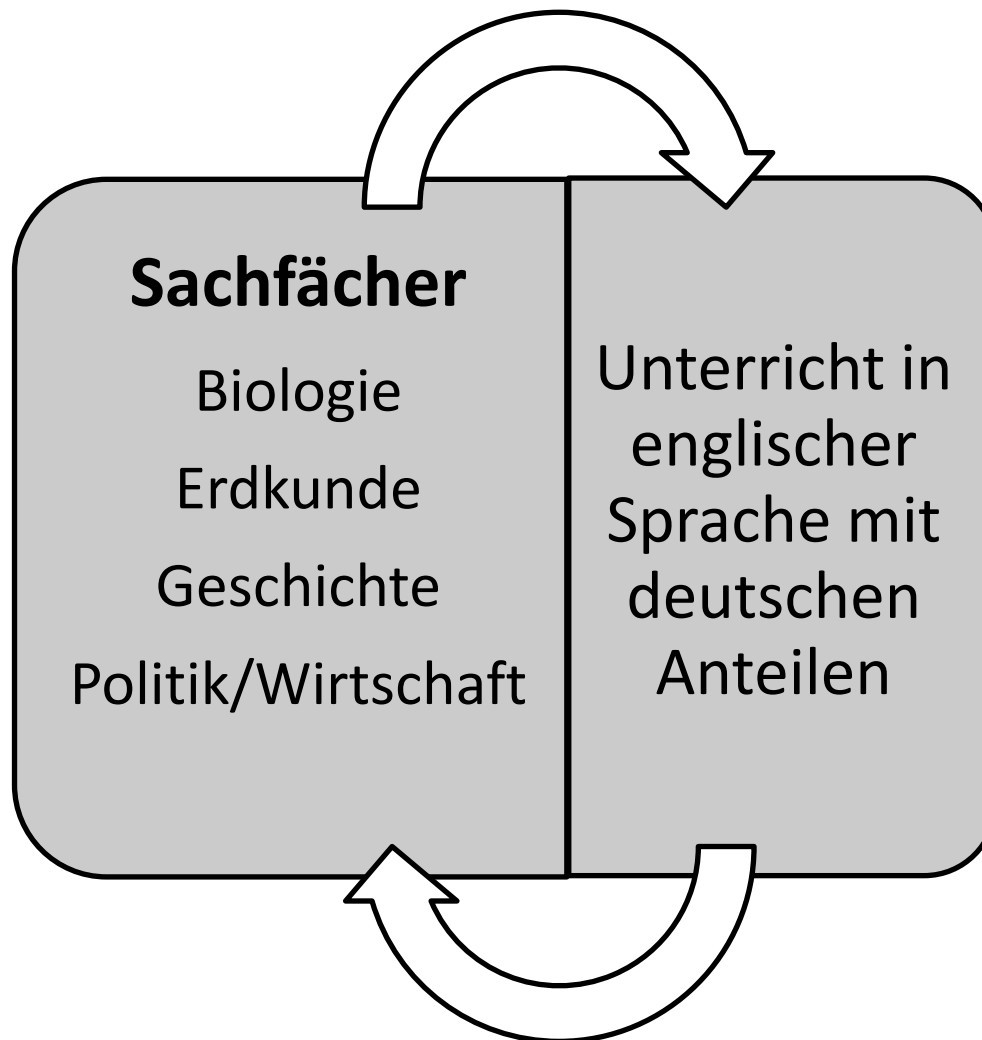 Sachfächer
Biologie
Erdkunde
Geschichte
Politik/Wirtschaft
Unterricht in
englischer
Sprache mit
deutschen
Anteilen